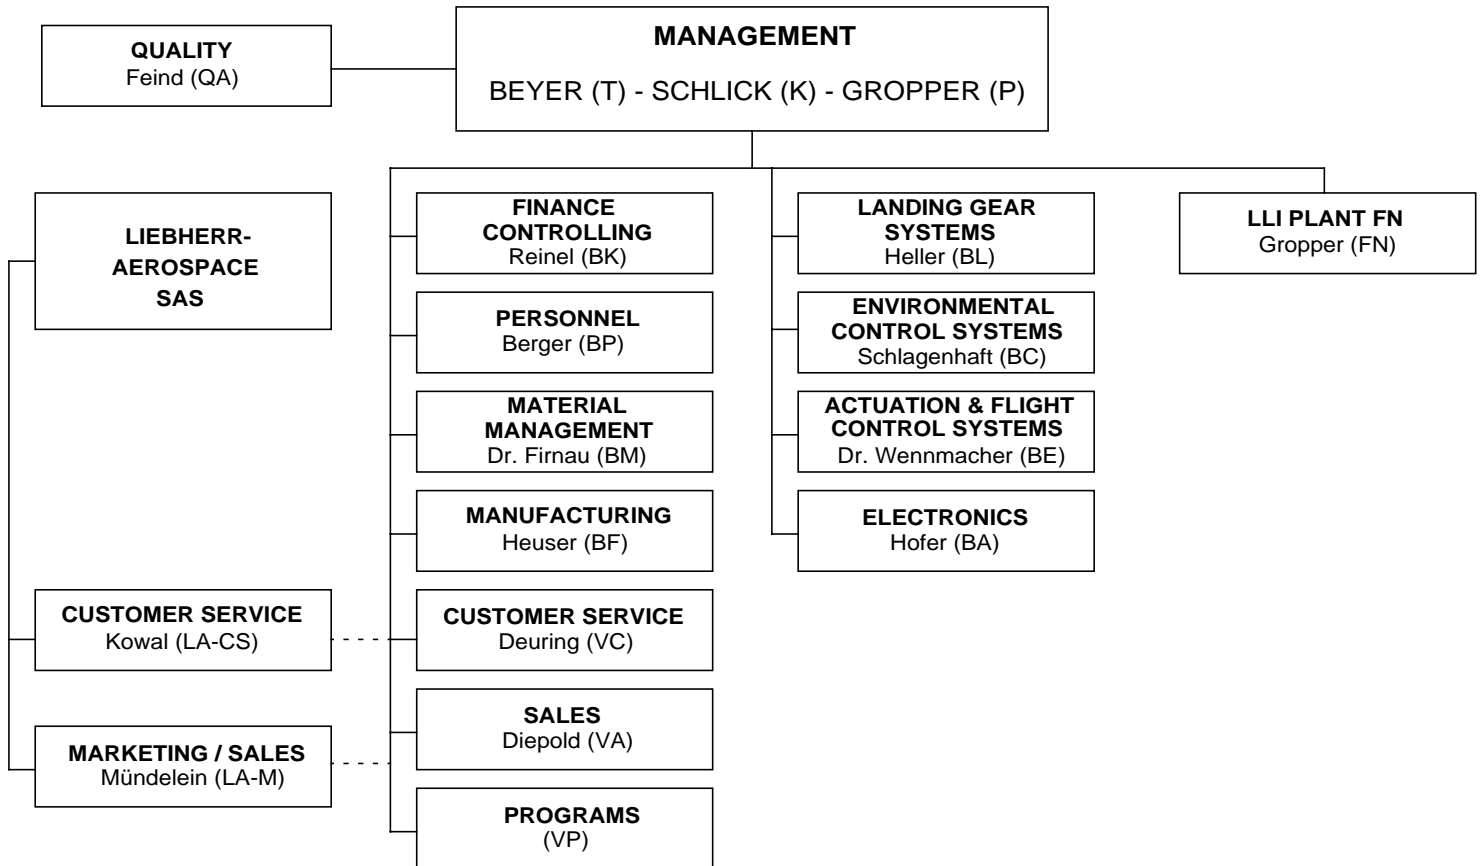 QUALITY
Feind (QA)
MANAGEMENT
BEYER (T) - SCHLICK (K) - GROPPER (P)
LIEBHERR-
AEROSPACE
SAS
FINANCE
CONTROLLING
Reinel (BK)
LANDING GEAR
SYSTEMS
Heller (BL)
LLI PLANT FN
Gropper (FN)
PERSONNEL
Berger (BP)
ENVIRONMENTAL
CONTROL SYSTEMS
Schlagenhaft (BC)
MATERIAL
MANAGEMENT
Dr. Firnau (BM)
ACTUATION & FLIGHT
CONTROL SYSTEMS
Dr. Wennmacher (BE)
MANUFACTURING
Heuser (BF)
ELECTRONICS
Hofer (BA)
CUSTOMER SERVICE
Kowal (LA-CS)
CUSTOMER SERVICE
Deuring (VC)
SALES
Diepold (VA)
MARKETING / SALES
Mündelein (LA-M)
PROGRAMS
(VP)